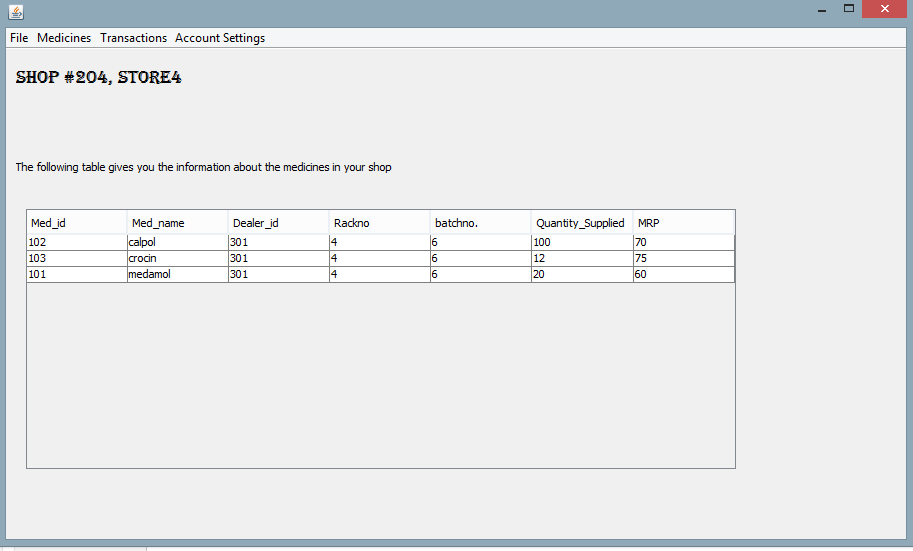 File Medicines Transactions Account Settings
SHOP #204, STORE4
The following table gives you the information about the medicines in your shop
Med_id Med_name Dealer_id Rackno batchno. Quantity_Supplied MRP
102 calpol 301 4 6 100 70
103 crocin 301 4 6 12 75
101 medamol 301 4 6 20 60